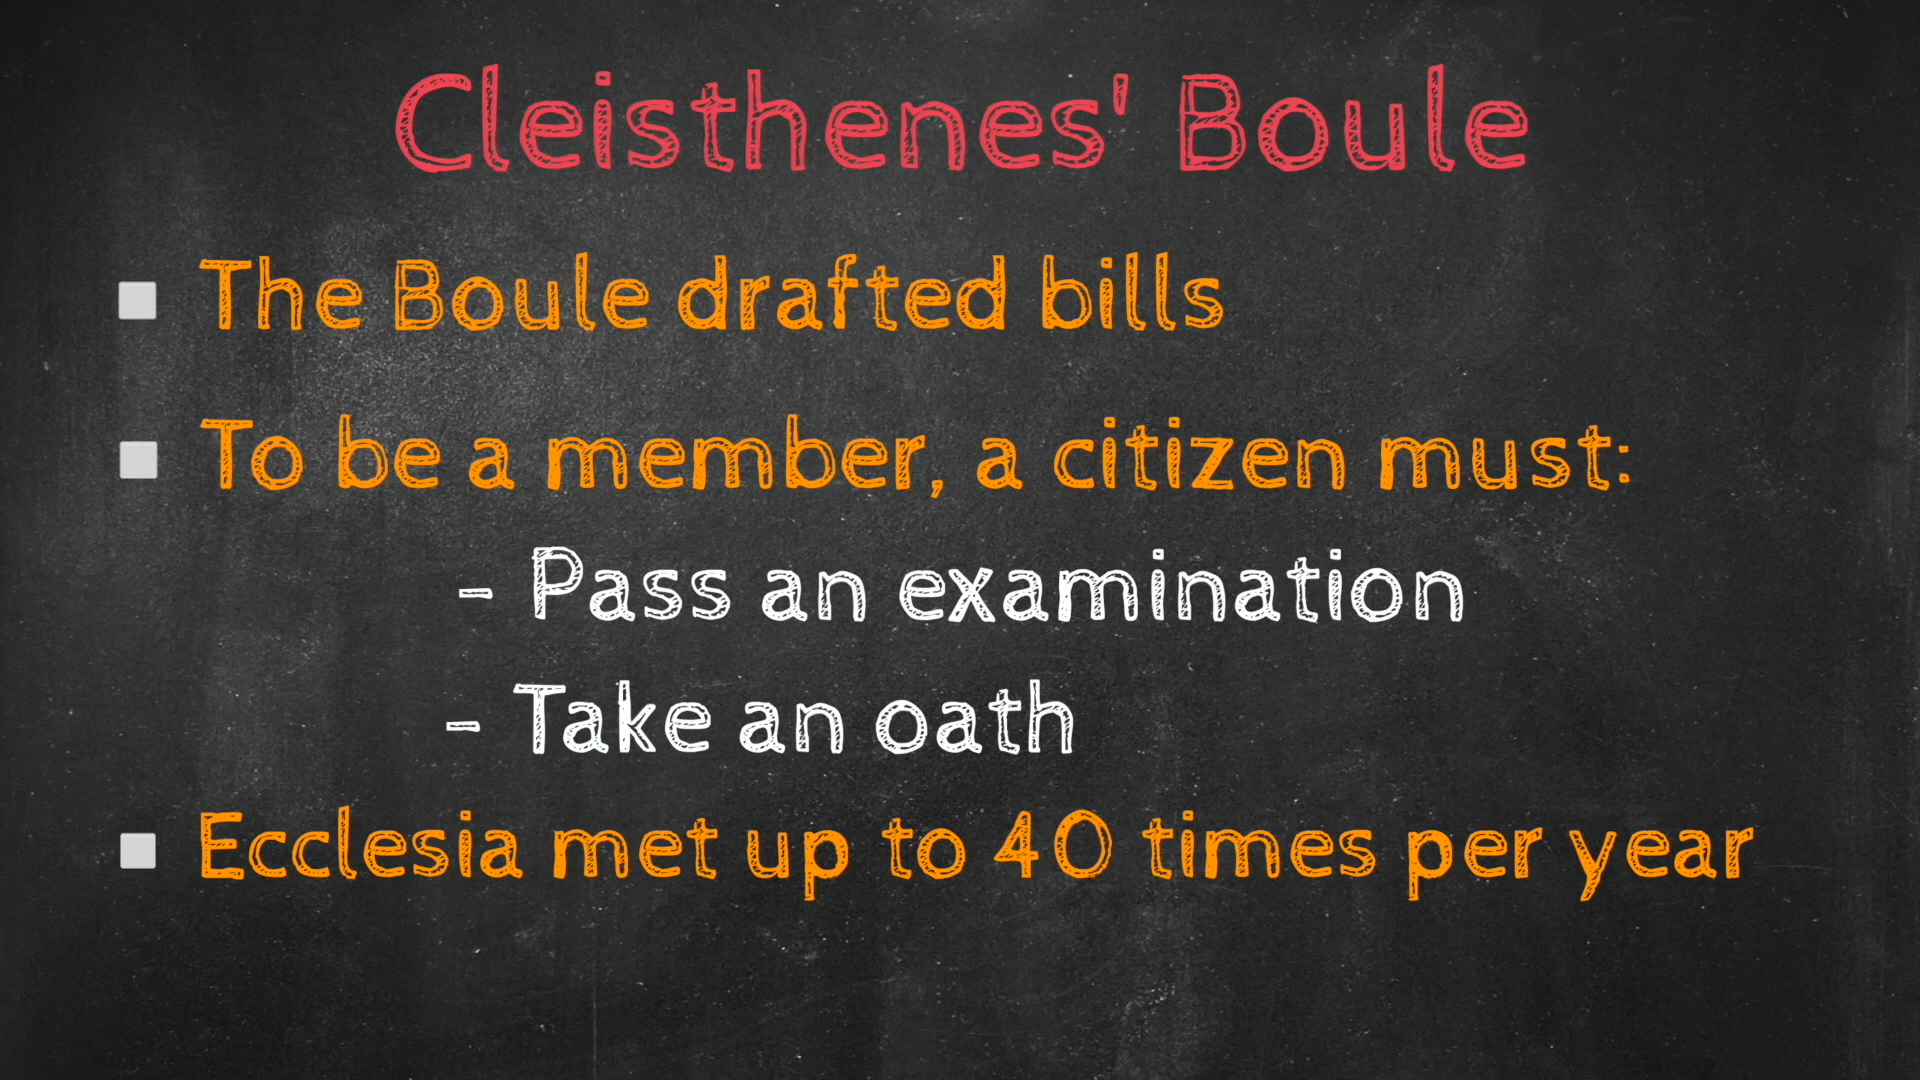 Cleisthenes' Boule
The Boule drafted bills
To be a member, a citizen must:
- Pass an examination
- Take an oath
Ecclesia met up to 40 times per year